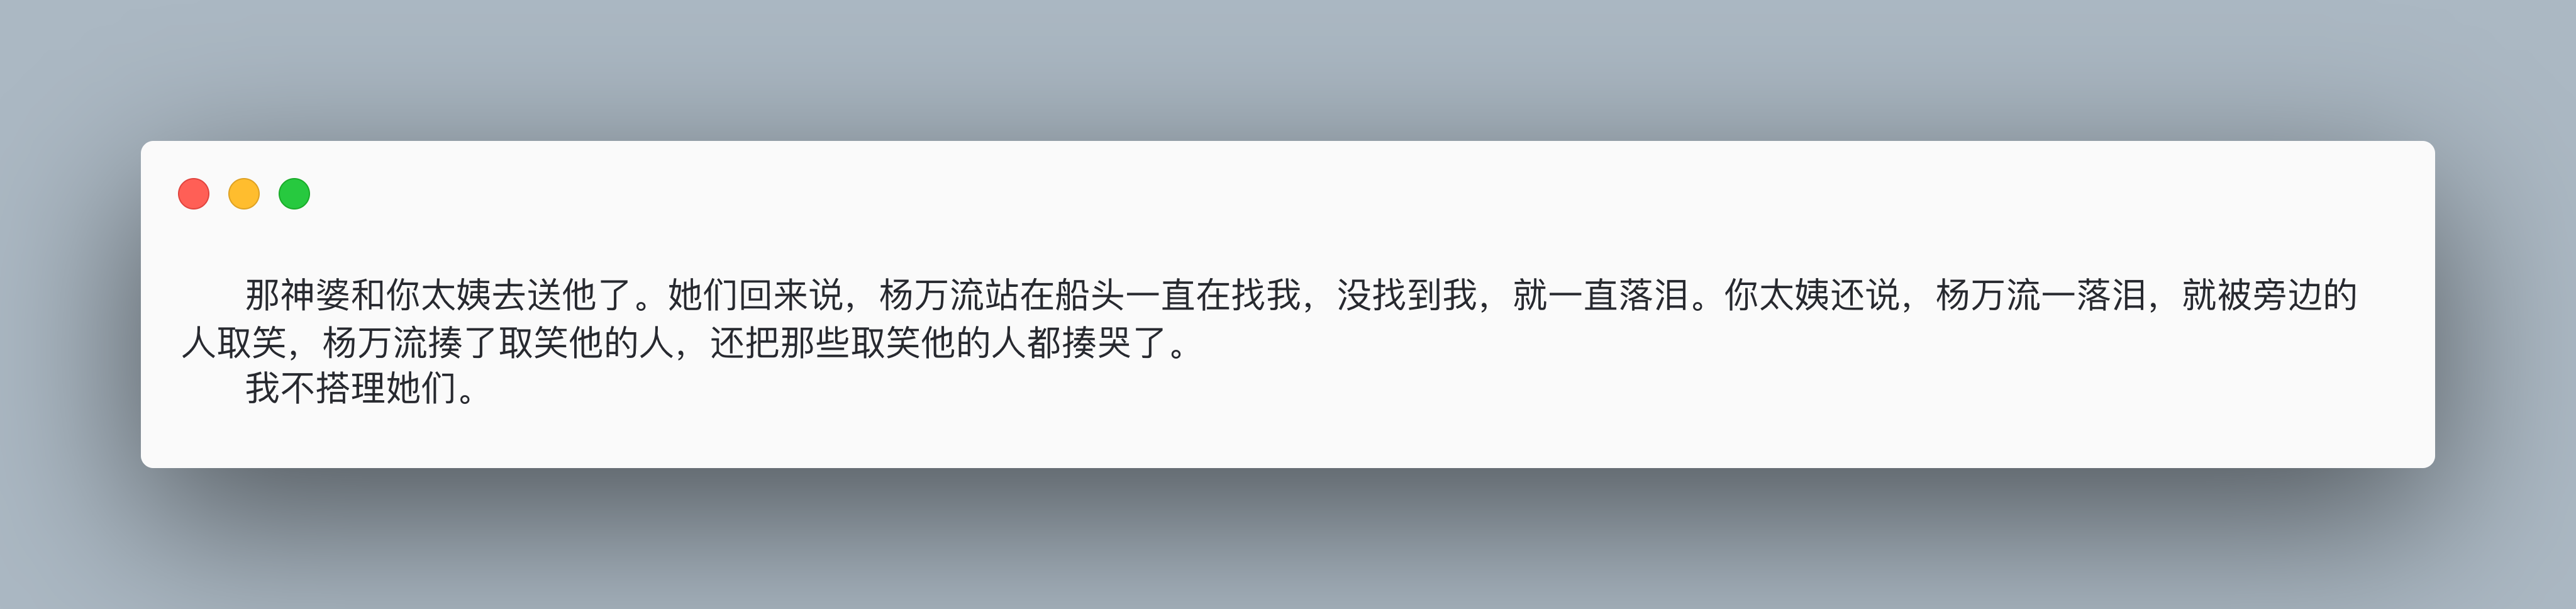 那神婆和你太姨去送他了。她们回来说，杨万流站在船头一直在找我，没找到我，就一直落泪。你太姨还说，杨万流一落泪，就被旁边的
人取笑，杨万流揍了取笑他的人，还把那些取笑他的人都揍哭了。
我不搭理她们。